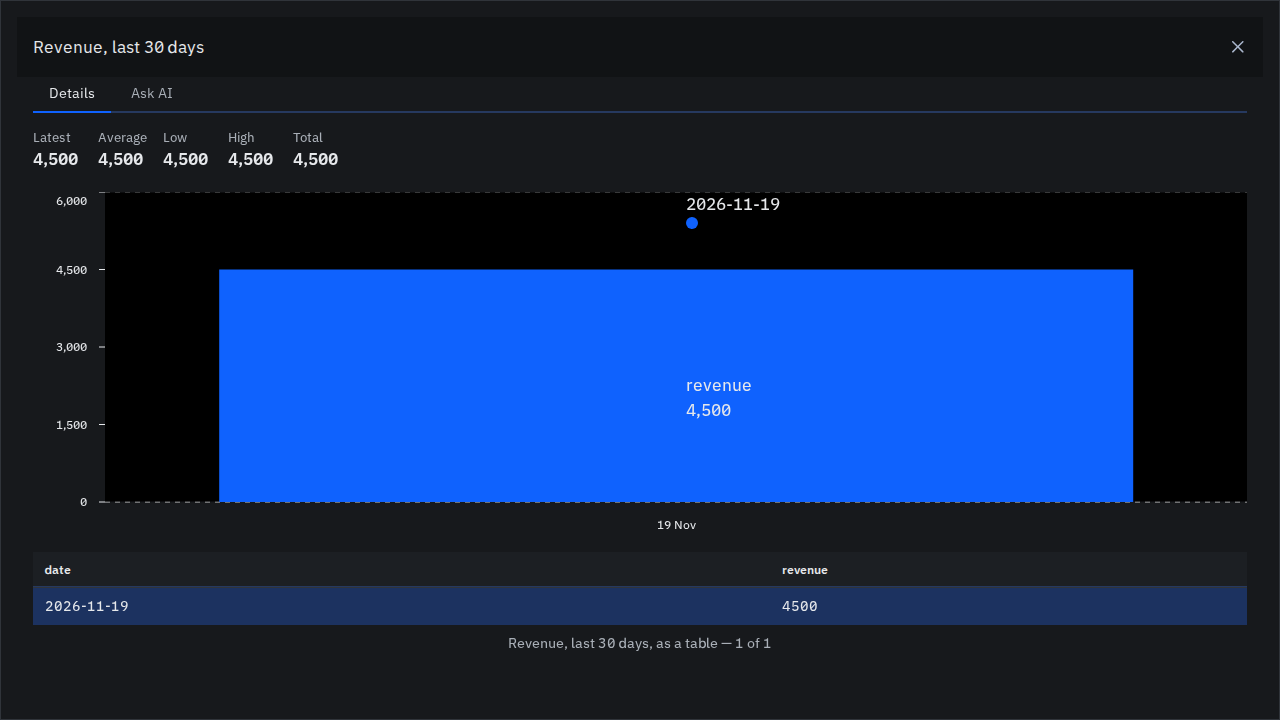 Revenue, last 30 days
Details Ask AI
Latest Average Low High Total
4,500 4,500 4,500 4,500 4,500
6,000
2026-11-19
4,500
3,000
revenue
4,500
1,500
0
19 Nov
date revenue
2026-11-19 4500
Revenue, last 30 days, as a table — 1 of 1